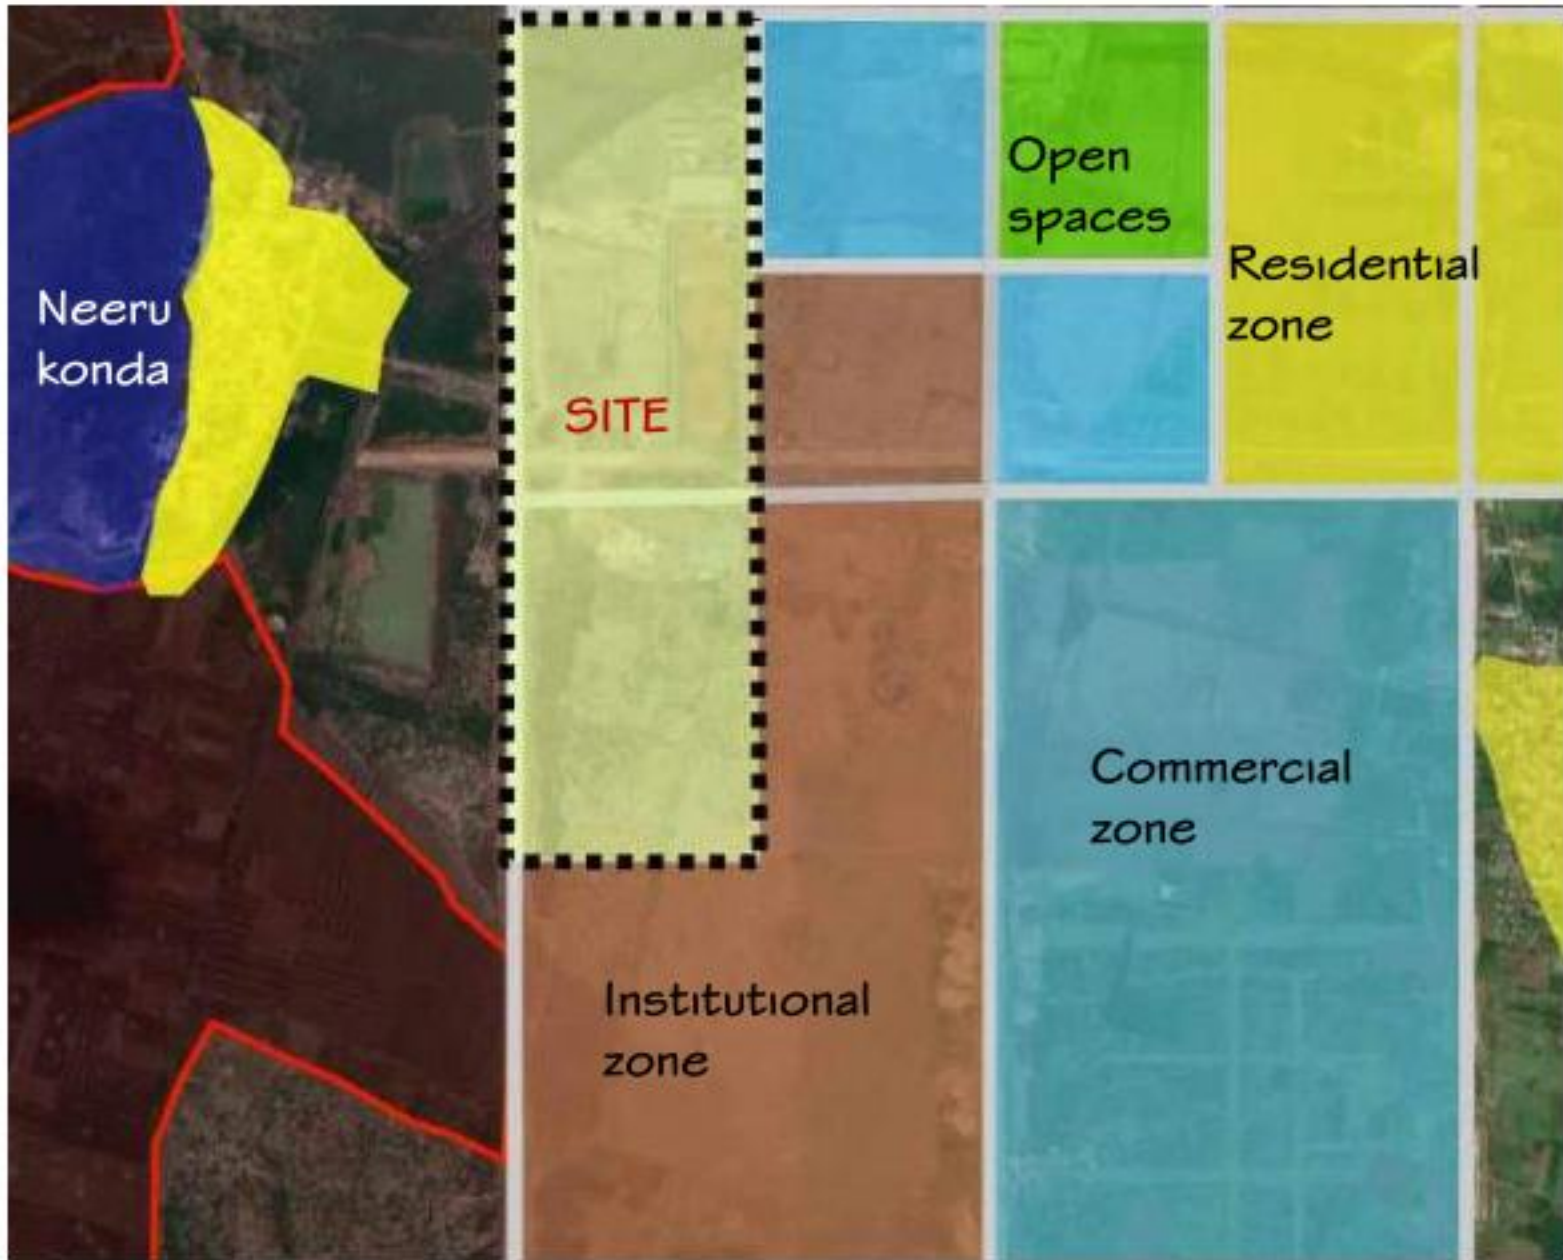 Neeru
konda
SITE
Open
spaces
Residential
zone
Commercial
zone
Institutional
zone